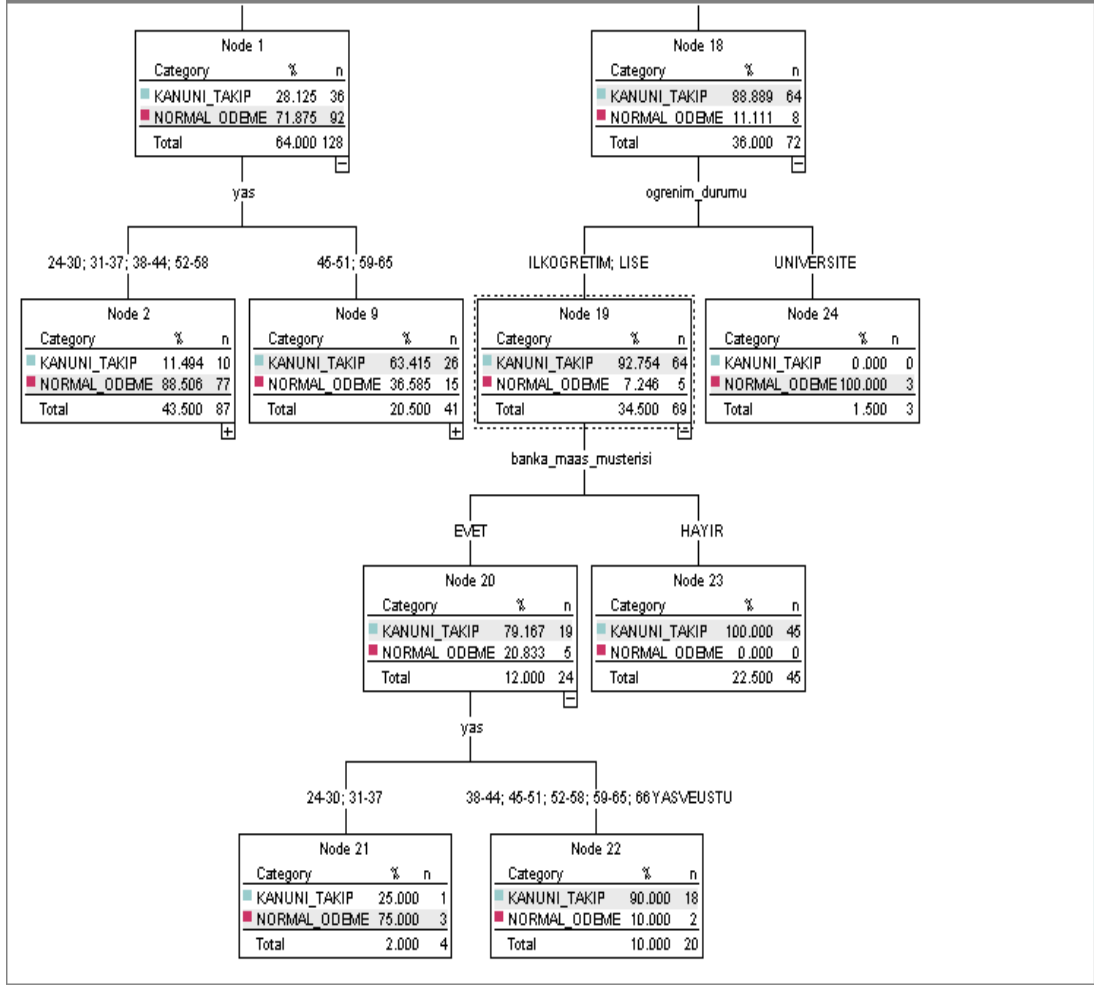 Node 1
Category % n
KANUNI_TAKIP 28.125 36
NORMAL_ODEME 71.875 92
Total 64.000 128
Node 18
Category % n
KANUNI_TAKIP 88.889 64
NORMAL_ODEME 11.111 8
Total 36.000 72
yas
ogrenim_durumu
24-30; 31-37; 38-44; 52-58
45-51; 59-65
ILKOGRETIM; LISE
UNIVERSITE
Node 2
Category % n
KANUNI_TAKIP 11.494 10
NORMAL_ODEME 88.506 77
Total 43.500 87
Node 9
Category % n
KANUNI_TAKIP 63.415 26
NORMAL_ODEME 36.585 15
Total 20.500 41
Node 19
Category % n
KANUNI_TAKIP 92.754 64
NORMAL_ODEME 7.246 5
Total 34.500 69
Node 24
Category % n
KANUNI_TAKIP 0.000 0
NORMAL_ODEME 100.000 3
Total 1.500 3
banka_maas_musterisi
EVET
HAYIR
Node 20
Category % n
KANUNI_TAKIP 79.167 19
NORMAL_ODEME 20.833 5
Total 12.000 24
Node 23
Category % n
KANUNI_TAKIP 100.000 45
NORMAL_ODEME 0.000 0
Total 22.500 45
yas
24-30; 31-37
38-44; 45-51; 52-58; 59-65; 66YASVEUSTU
Node 21
Category % n
KANUNI_TAKIP 25.000 1
NORMAL_ODEME 75.000 3
Total 2.000 4
Node 22
Category % n
KANUNI_TAKIP 90.000 18
NORMAL_ODEME 10.000 2
Total 10.000 20